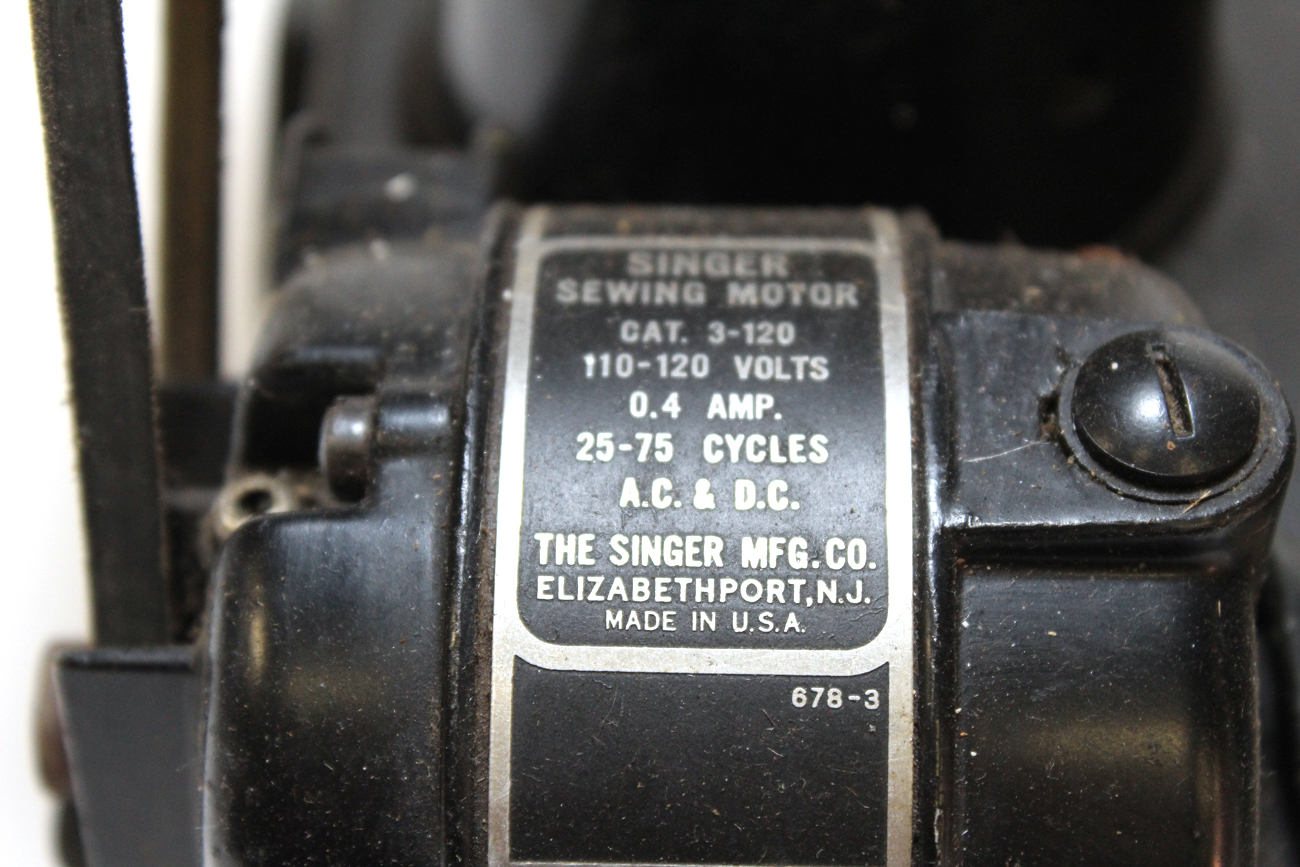 SINGER
SEWING MOTOR
CAT. 3-120
110-120 VOLTS
0.4 AMP.
25-75 CYCLES
A.C. & D.C.
THE SINGER MFG. CO.
ELIZABETHPORT, N.J.
MADE IN U.S.A.
678-3